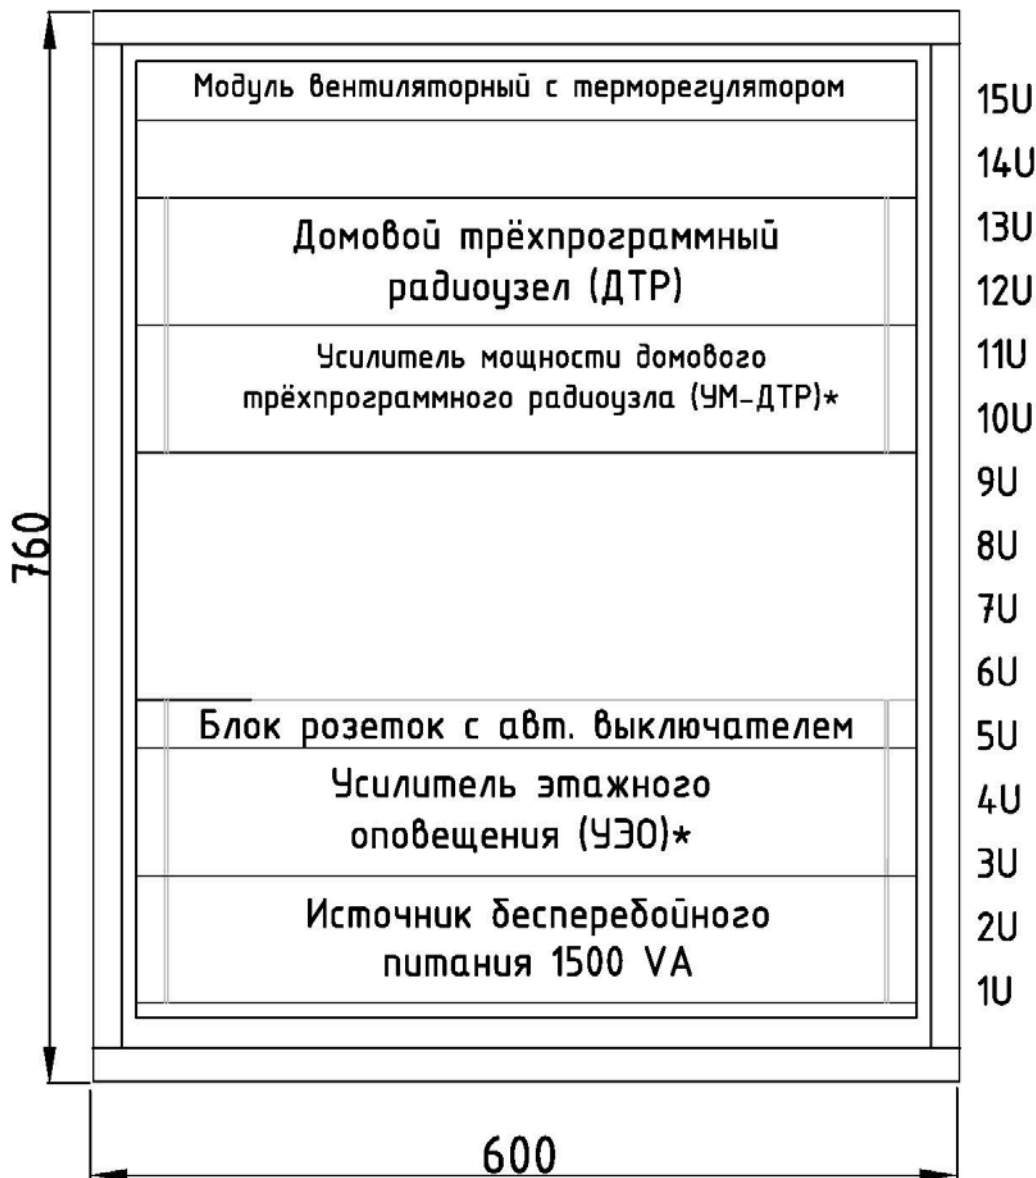 Модуль вентиляторный с терморегулятором
15U
14U
Домовой трёхпрограммный
13U
радиоузел (ДТР)
12U
Усилитель мощности домового
11U
трёхпрограммного радиоузла (УМ-ДТР)*
10U
9U
760
8U
7U
6U
Блок розеток с авт. выключателем
5U
Усилитель этажного
4U
оповещения (УЭО)*
3U
Источник бесперебойного
2U
питания 1500 VA
1U
600